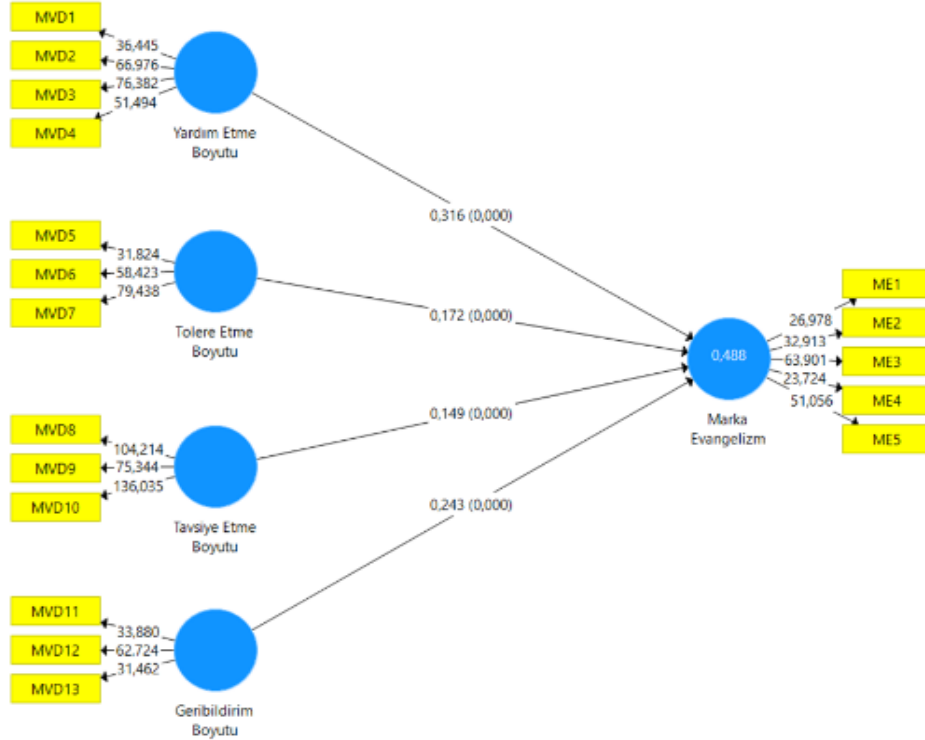 MVD1
MVD2
MVD3
MVD4
36,445
66,976
76,382
51,494
Yardım Etme
Boyutu
0,316 (0,000)
MVD5
MVD6
MVD7
31,824
58,423
79,438
Tolere Etme
Boyutu
0,172 (0,000)
MVD8
MVD9
MVD10
104,214
75,344
136,035
Tavsiye Etme
Boyutu
0,149 (0,000)
MVD11
MVD12
MVD13
33,880
62,724
31,462
Geribildirim
Boyutu
0,243 (0,000)
0,488
Marka
Evangelizm
26,978
32,913
63,901
23,724
51,056
ME1
ME2
ME3
ME4
ME5